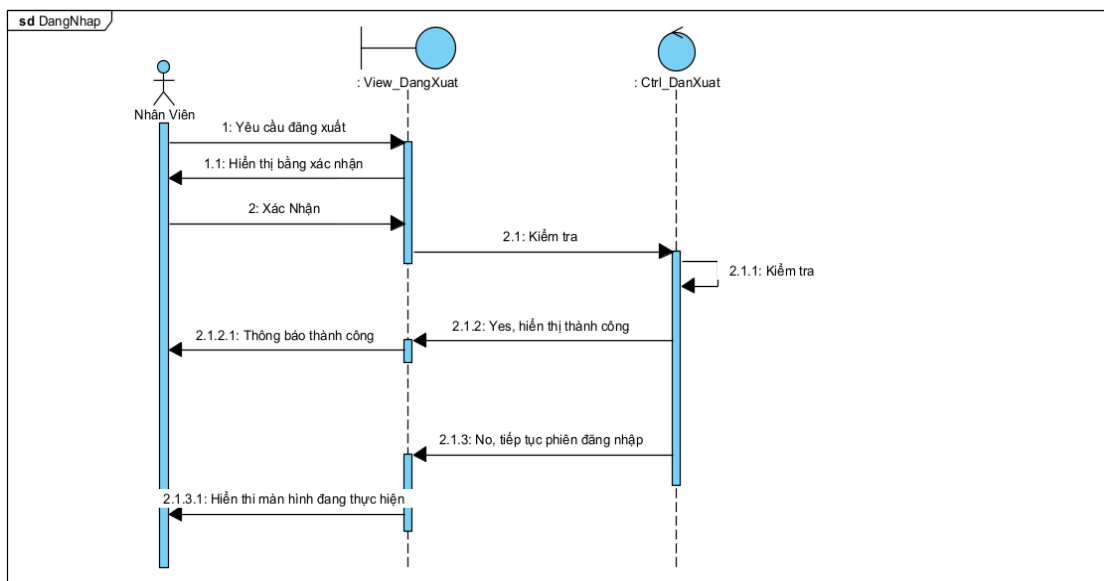 sd DangNhap
: View_DangXuat
: Ctrl_DanXuat
Nhân Viên
1: Yêu cầu đăng xuất
1.1: Hiển thị bằng xác nhận
2: Xác Nhận
2.1: Kiểm tra
2.1.1: Kiểm tra
2.1.2: Yes, hiển thị thành công
2.1.2.1: Thông báo thành công
2.1.3: No, tiếp tục phiên đăng nhập
2.1.3.1: Hiển thi màn hình đang thực hiện